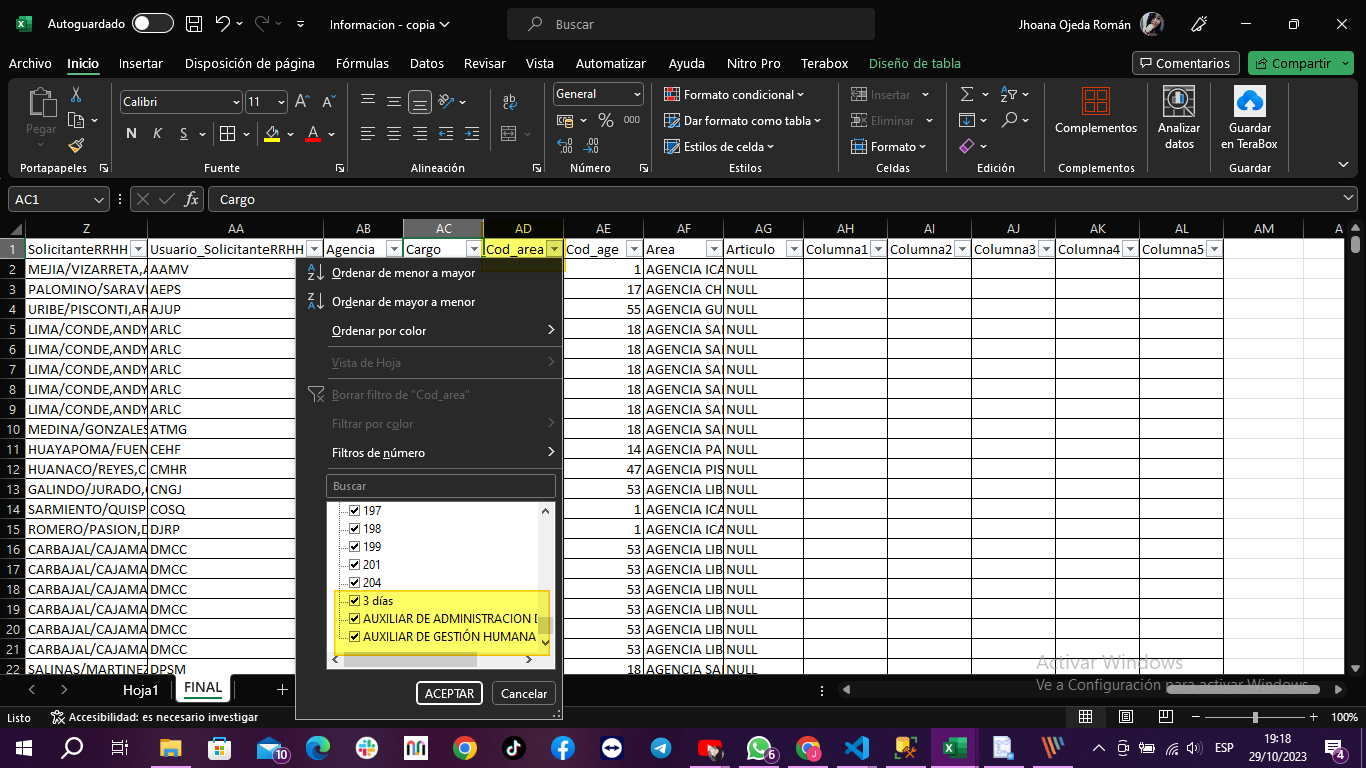 Autoguardado
Informacion - copia
Buscar
Jhoana Ojeda Román
Archivo Inicio Insertar Disposición de página Fórmulas Datos Revisar Vista Automatizar Ayuda Nitro Pro Terabox Diseño de tabla
Comentarios Compartir
Pegar
Portapapeles
Calibri 11
N K S
Fuente
Alineación
General
% 000
Número
Formato condicional
Dar formato como tabla
Estilos de celda
Estilos
Insertar
Eliminar
Formato
Celdas
Edición
Complementos
Complementos
Analizar datos
Guardar en TeraBox
Guardar
AC1 fx Cargo
Z AA AB AC AD AE AF AG AH AI AJ AK AL AM A
1 SolicitanteRRHH Usuario_SolicitanteRRHH Agencia Cargo Cod_area Cod_age Area Articulo Columna1 Columna2 Columna3 Columna4 Columna5
2 MEJIA/VIZARRETA,A AAMV 1 AGENCIA ICA NULL
3 PALOMINO/SARAVI AEPS 17 AGENCIA CH NULL
4 URIBE/PISCONTI,AR AJUP 55 AGENCIA GU NULL
5 LIMA/CONDE,ANDY ARLC 18 AGENCIA SA NULL
6 LIMA/CONDE,ANDY ARLC 18 AGENCIA SA NULL
7 LIMA/CONDE,ANDY ARLC 18 AGENCIA SA NULL
8 LIMA/CONDE,ANDY ARLC 18 AGENCIA SA NULL
9 LIMA/CONDE,ANDY ARLC 18 AGENCIA SA NULL
10 MEDINA/GONZALES ATMG 18 AGENCIA SA NULL
11 HUAYAPOMA/FUEN CEHF 14 AGENCIA PA NULL
12 HUANACO/REYES,C CMHR 47 AGENCIA PIS NULL
13 GALINDO/JURADO, CNGJ 53 AGENCIA LIB NULL
14 SARMIENTO/QUISP COSQ 1 AGENCIA ICA NULL
15 ROMERO/PASION,D DJRP 1 AGENCIA ICA NULL
16 CARBAJAL/CAJAMA DMCC 53 AGENCIA LIB NULL
17 CARBAJAL/CAJAMA DMCC 53 AGENCIA LIB NULL
18 CARBAJAL/CAJAMA DMCC 53 AGENCIA LIB NULL
19 CARBAJAL/CAJAMA DMCC 53 AGENCIA LIB NULL
20 CARBAJAL/CAJAMA DMCC 53 AGENCIA LIB NULL
21 CARBAJAL/CAJAMA DMCC 53 AGENCIA LIB NULL
22 SALINAS/MARTINEZ DPSM 18 AGENCIA SA NULL
Ordenar de menor a mayor
Ordenar de mayor a menor
Ordenar por color
Vista de Hoja
Borrar filtro de "Cod_area"
Filtrar por color
Filtros de número
Buscar
197
198
199
201
204
3 días
AUXILIAR DE ADMINISTRACION
AUXILIAR DE GESTIÓN HUMANA
ACEPTAR Cancelar
Activar Windows
Ve a Configuración para activar Windows.
Hoja1 FINAL
Listo Accesibilidad: es necesario investigar 100%
10
6
ESP
19:18
29/10/2023
4